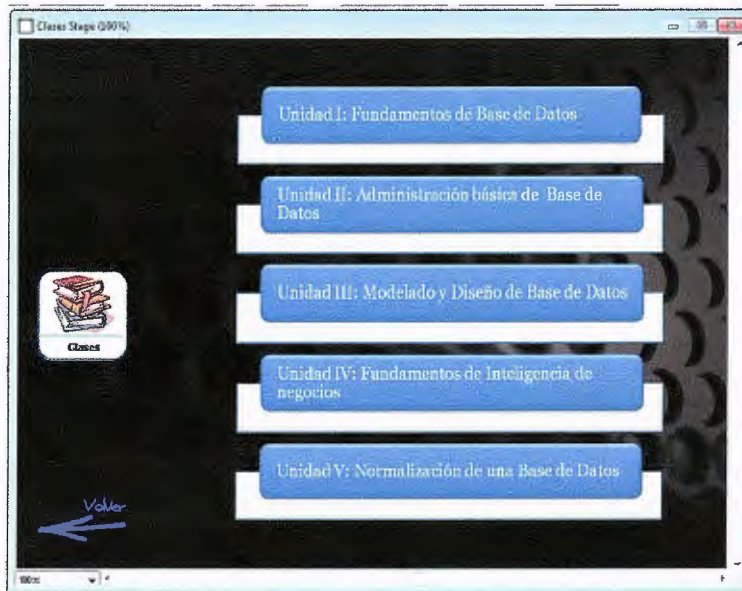 Clases Stage (100%)
Unidad I: Fundamentos de Base de Datos
Unidad II: Administración básica de Base de
Datos
Unidad III: Modelado y Diseño de Base de Datos
Clases
Unidad IV: Fundamentos de Inteligencia de
negocios
Unidad V: Normalización de una Base de Datos
Volver
100%